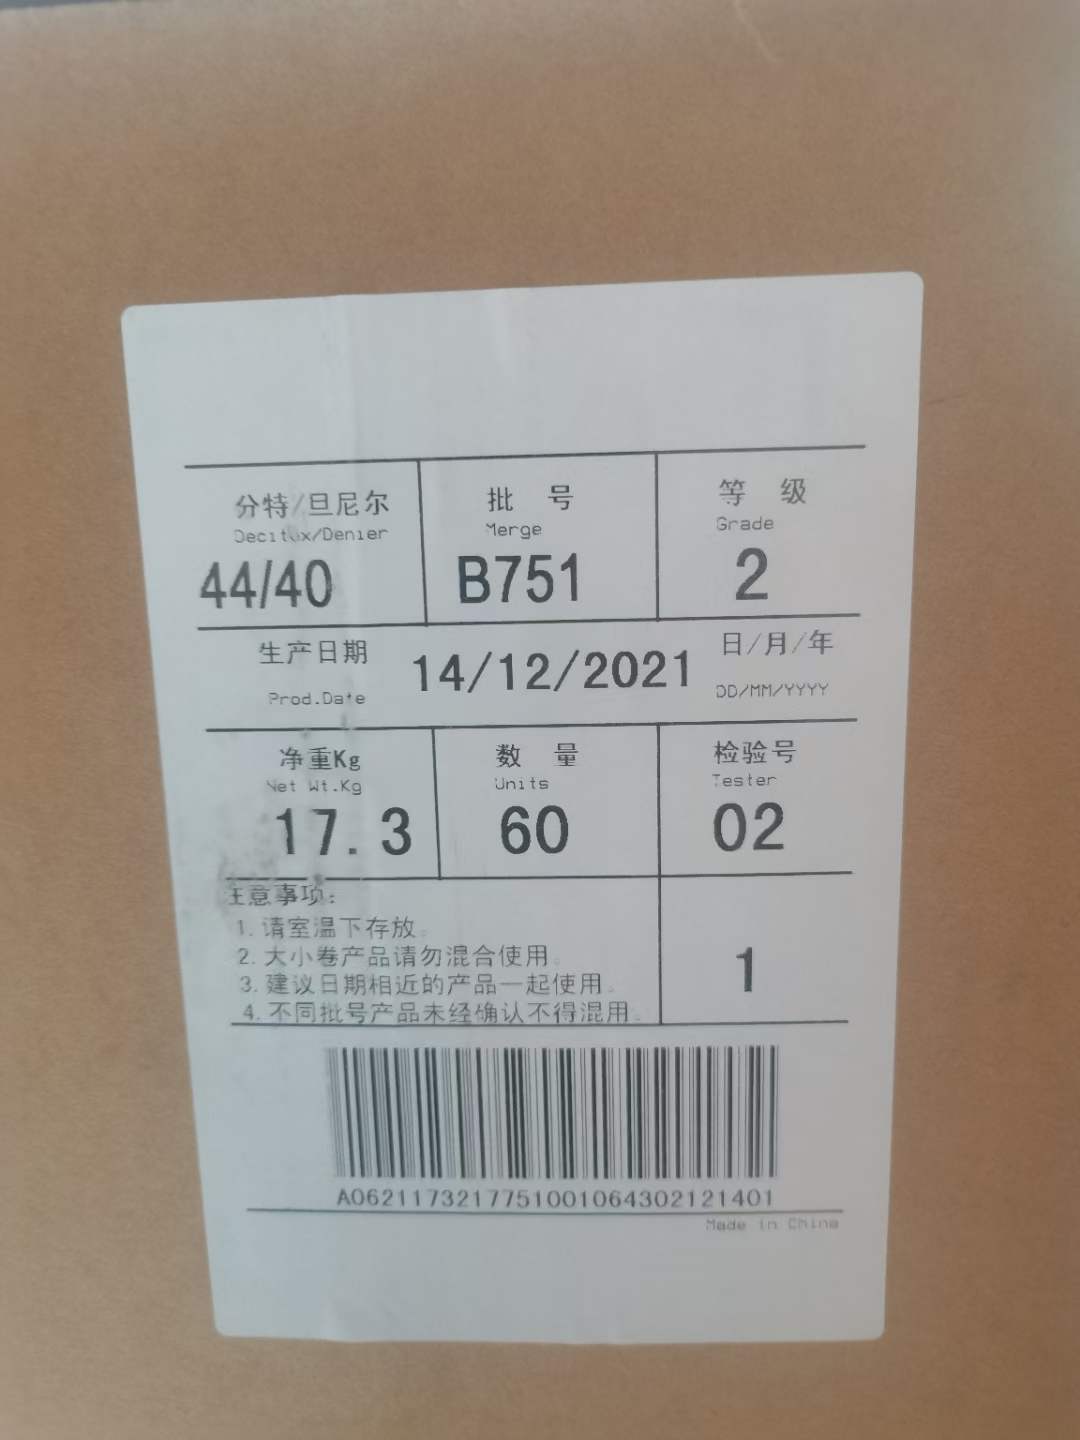 分特/旦尼尔 批 号 等 级
Decitex/Denier Merge Grade
44/40 B751 2
生产日期 14/12/2021 日/月/年
Prod.Date DD/MM/YYYY
净重Kg 数 量 检验号
Net Wt.Kg Units Tester
17.3 60 02
注意事项:
1. 请室温下存放。
2. 大小卷产品请勿混合使用。
3. 建议日期相近的产品一起使用。
4. 不同批号产品未经确认不得混用。
1
A06211732177510010643021214​01
Made in China